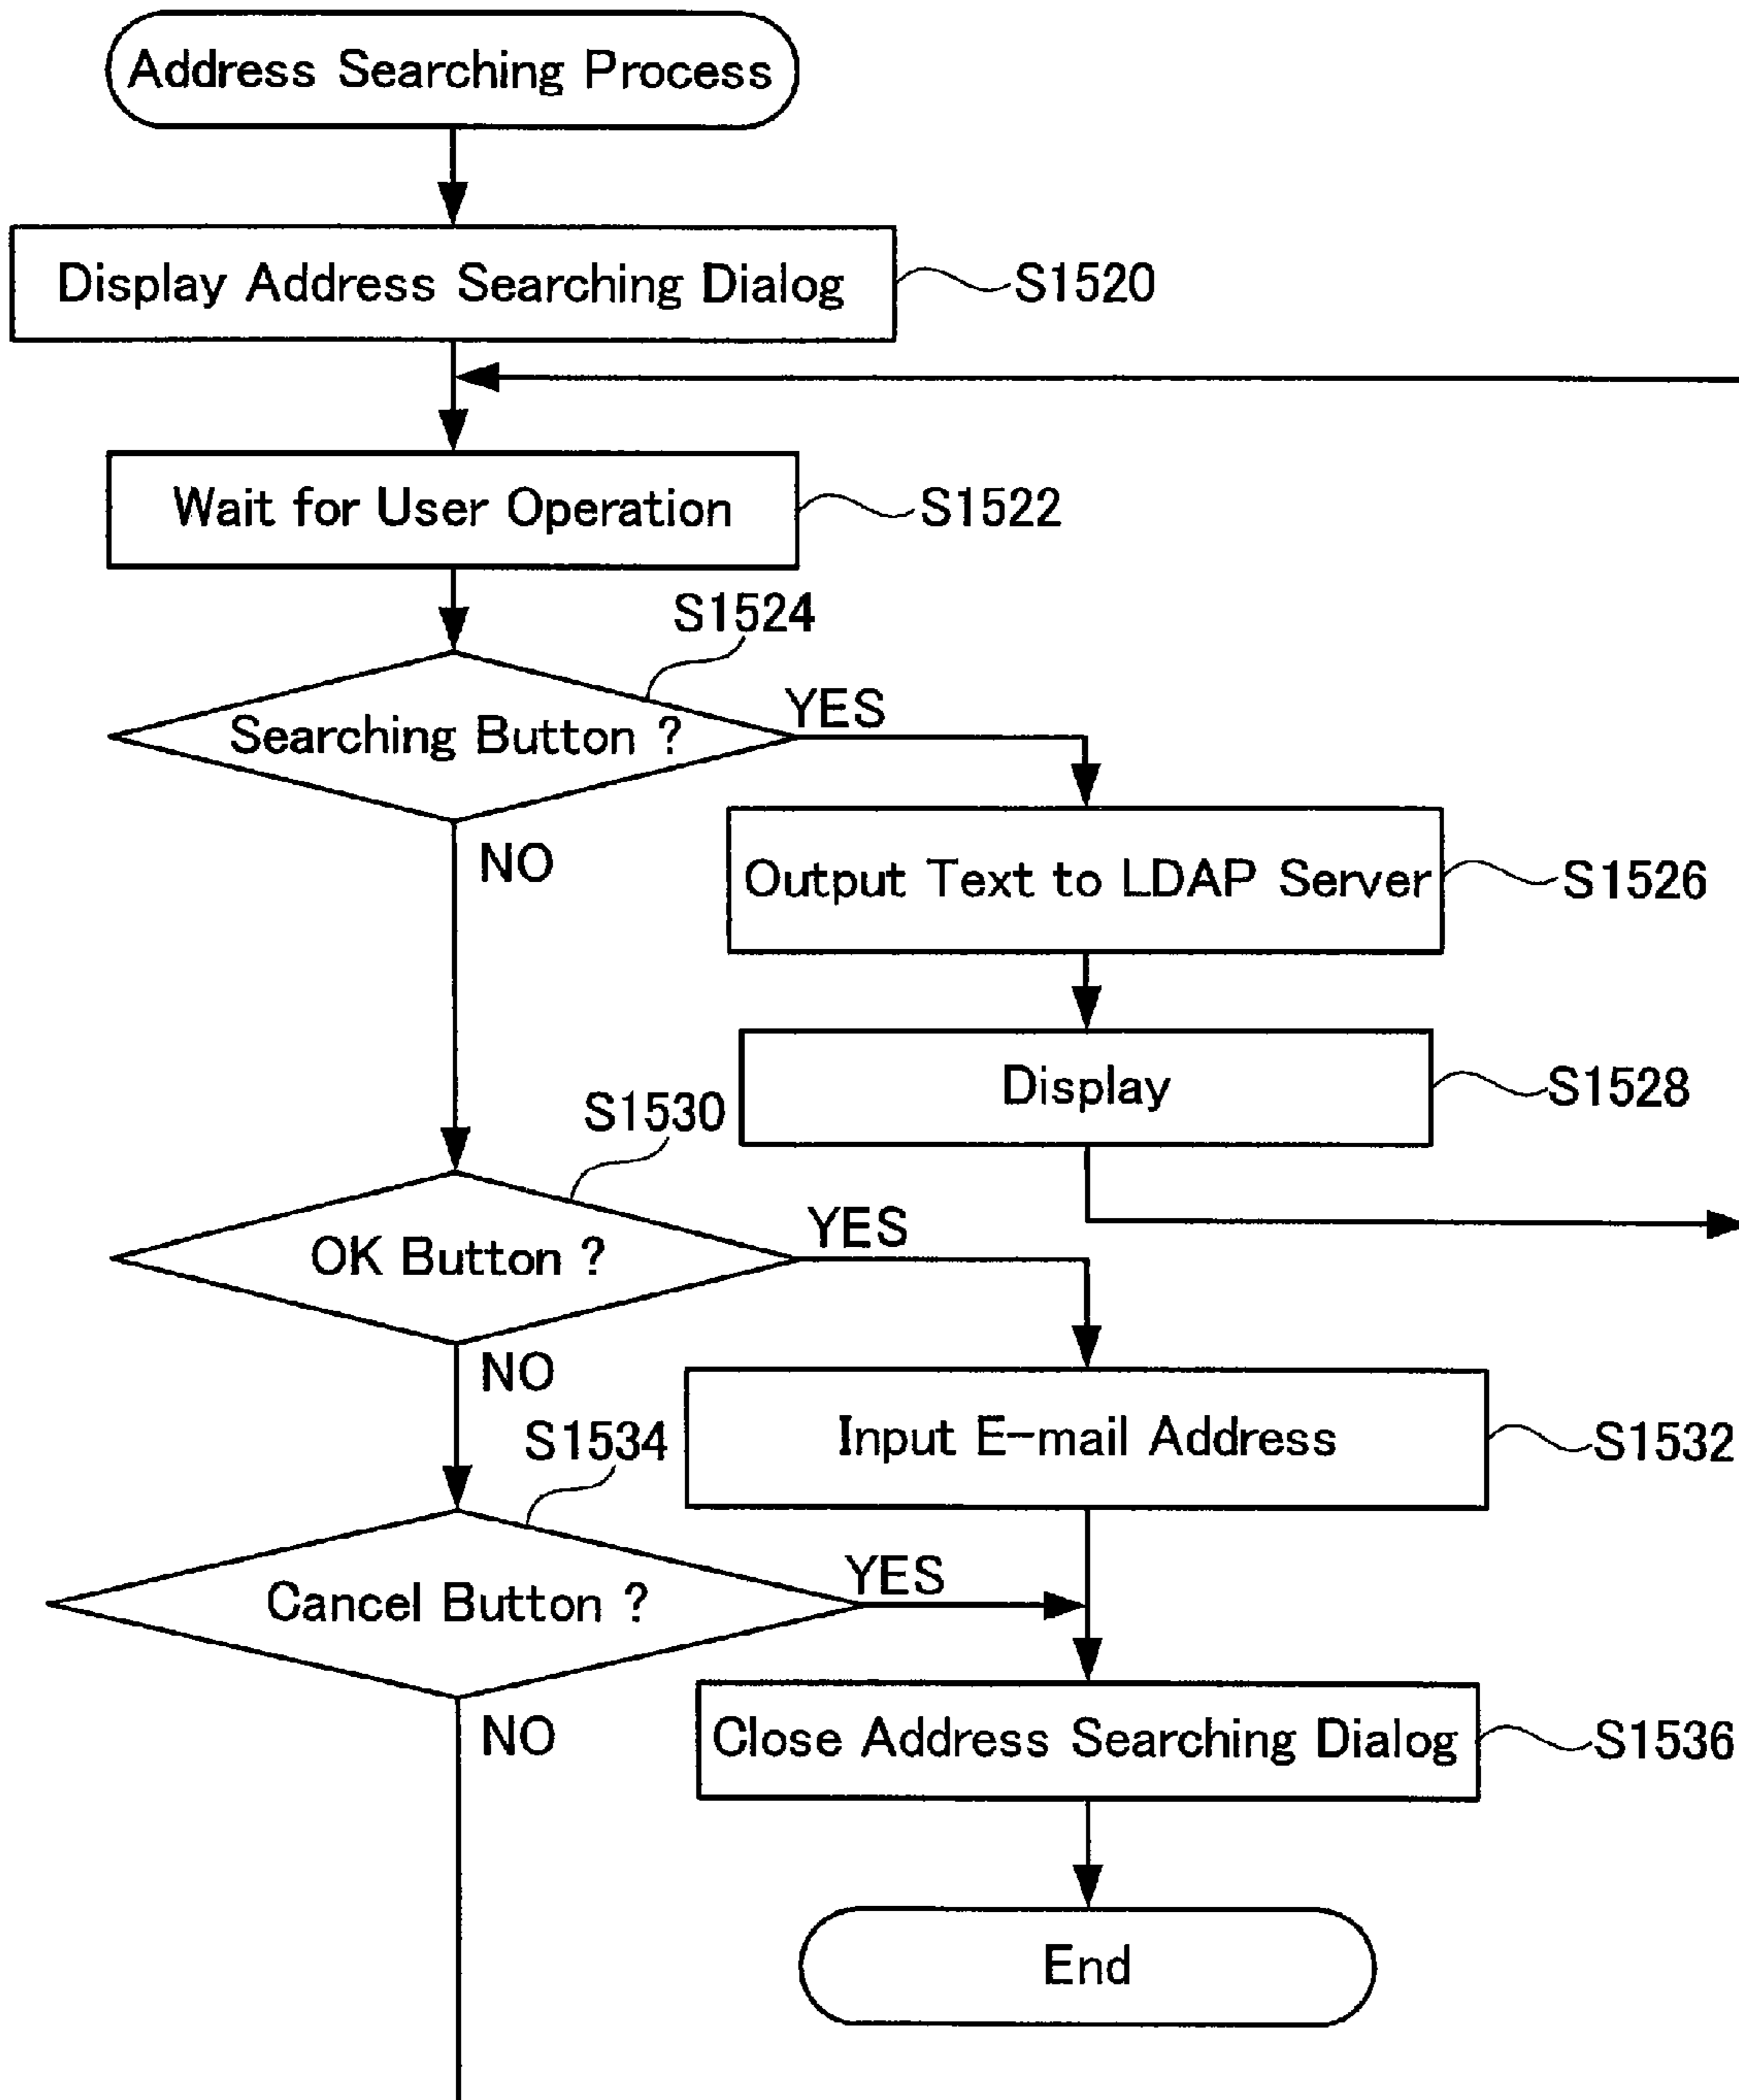 Address Searching Process
Display Address Searching Dialog
S1520
Wait for User Operation
S1522
S1524
Searching Button ?
YES
NO
Output Text to LDAP Server
S1526
Display
S1528
S1530
OK Button ?
YES
NO
Input E-mail Address
S1532
S1534
Cancel Button ?
YES
NO
Close Address Searching Dialog
S1536
End